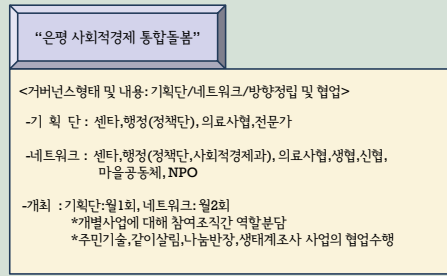 “은평 사회적경제 통합돌봄”
<거버넌스형태 및 내용: 기획단/네트워크/방향정립 및 협업>
-기 획 단 : 센타,행정(정책단), 의료사협,전문가
-네트워크 : 센타,행정(정책단,사회적경제과), 의료사협,생협,신협,
마을공동체, NPO
-개최 : 기획단:월1회, 네트워크: 월2회
*개별사업에 대해 참여조직간 역할분담
*주민기술,같이살림,나눔반장,생태계조사 사업의 협업수행